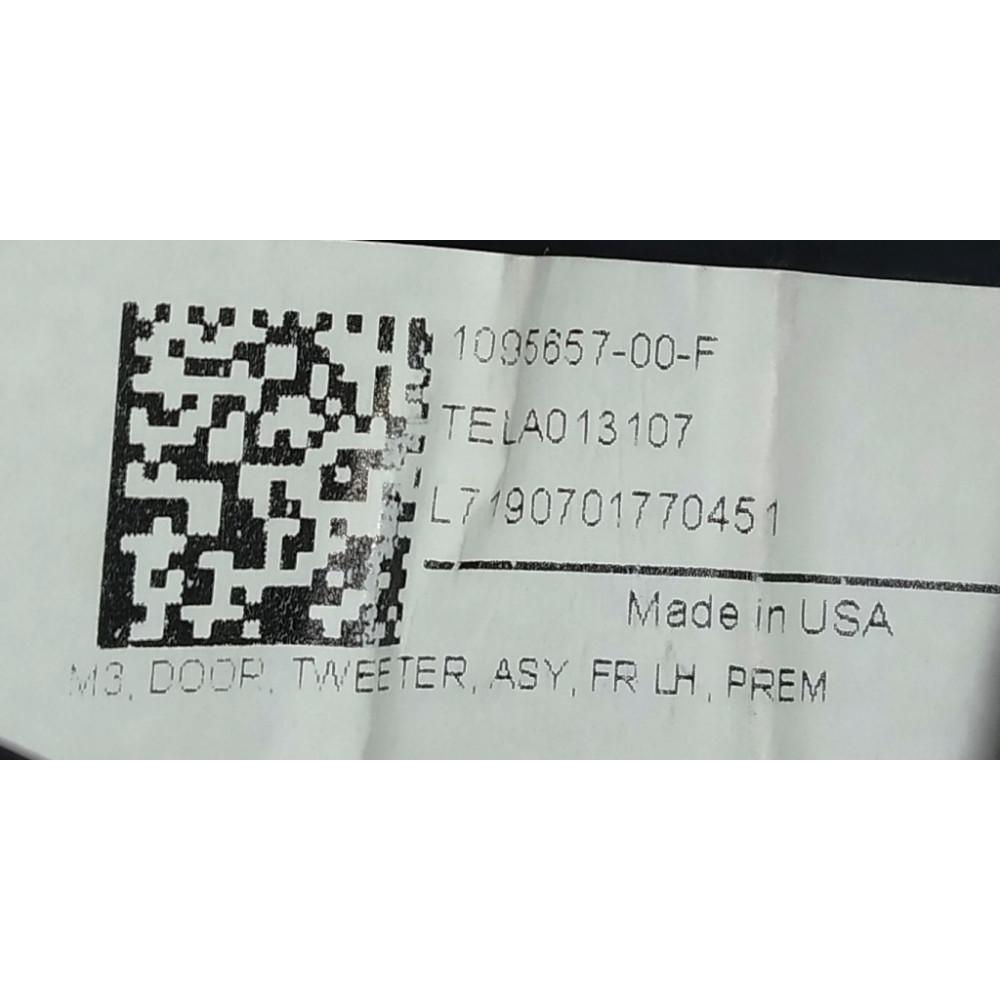 1095657-00-F
TELA013107
L7190701770451
Made in USA
M3, DOOR, TWEETER, ASY, FR LH, PREM